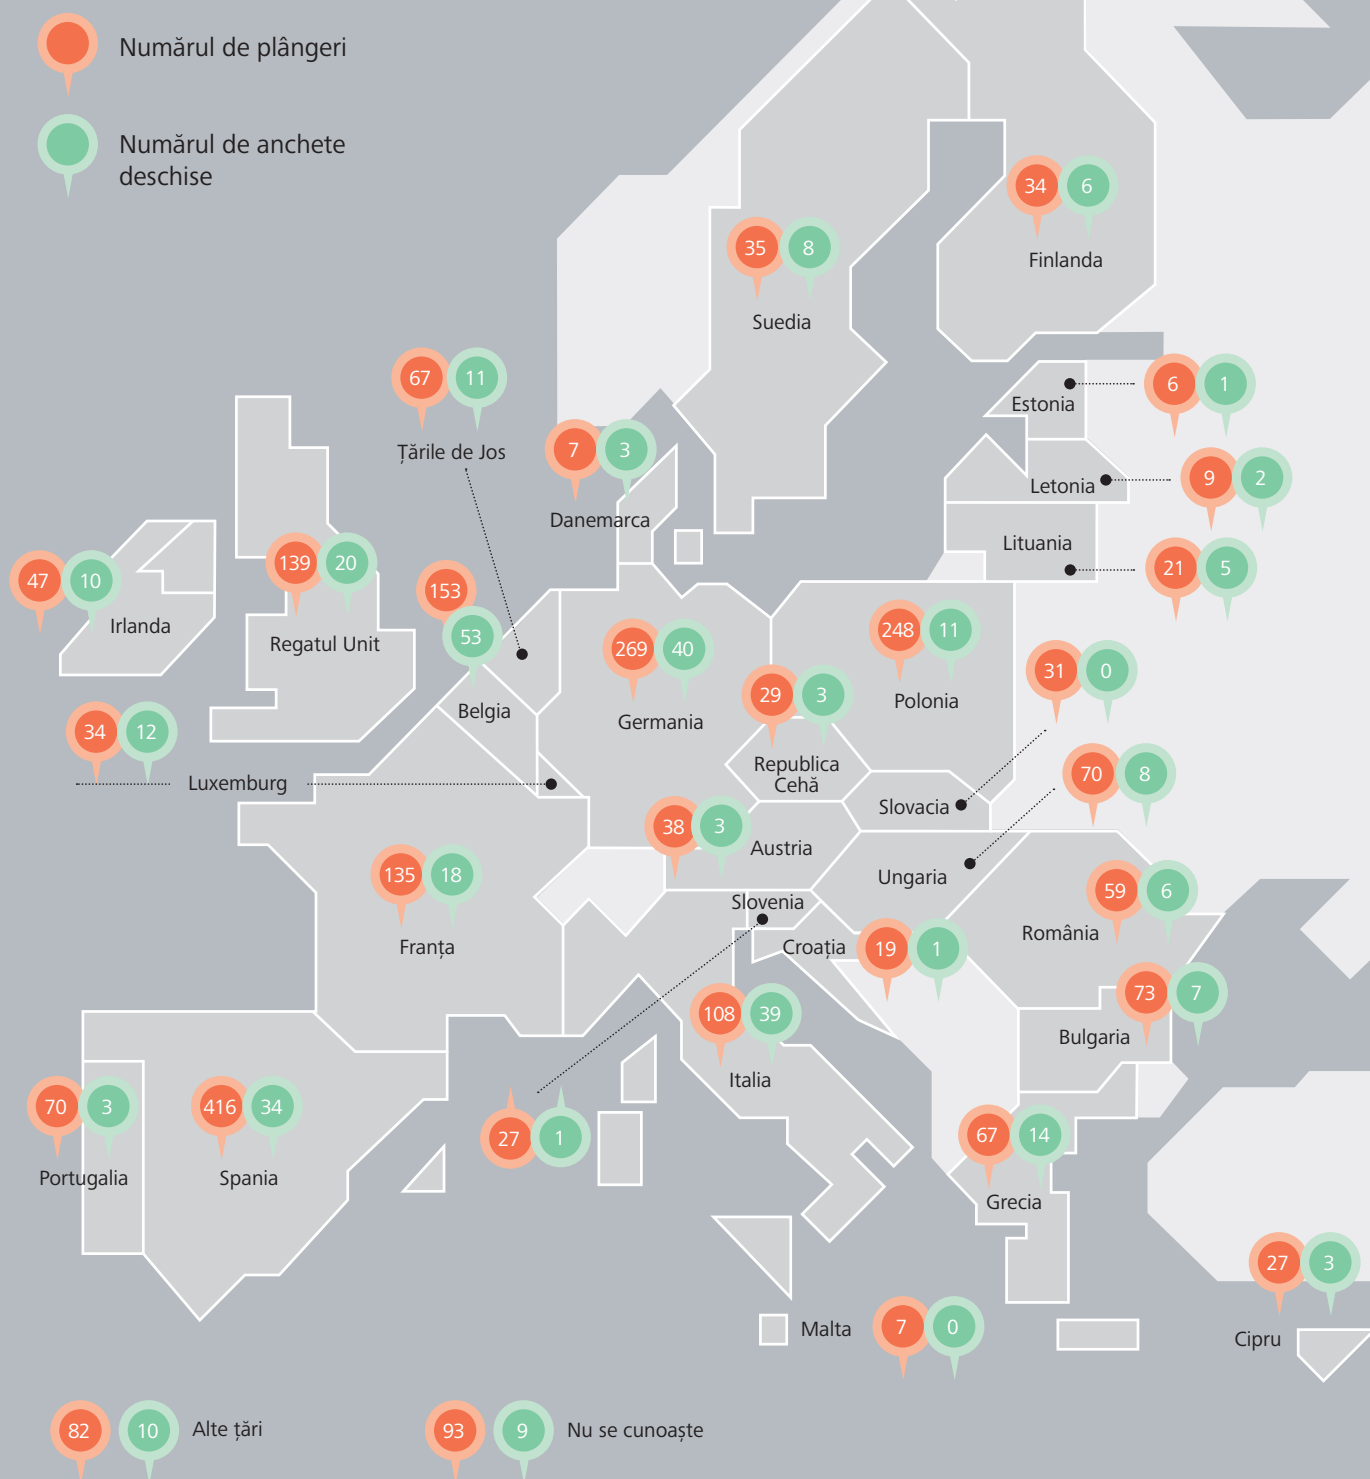 Numărul de plângeri
Numărul de anchete
deschise
34 6
Finlanda
35 8
Suedia
67 11
Țările de Jos
6 1
Estonia
7 3
Danemarca
9 2
Letonia
Lituania
21 5
47 10
Irlanda
139 20
Regatul Unit
153
53
Belgia
269 40
Germania
248 11
Polonia
29 3
Republica
Cehă
31 0
Slovacia
34 12
Luxemburg
70 8
Ungaria
38 3
Austria
135 18
Franța
Slovenia
27 1
Croația
19 1
59 6
România
73 7
Bulgaria
108 39
Italia
70 3
Portugalia
416 34
Spania
67 14
Grecia
27 3
Cipru
Malta
7 0
82 10 Alte țări
93 9 Nu se cunoaște